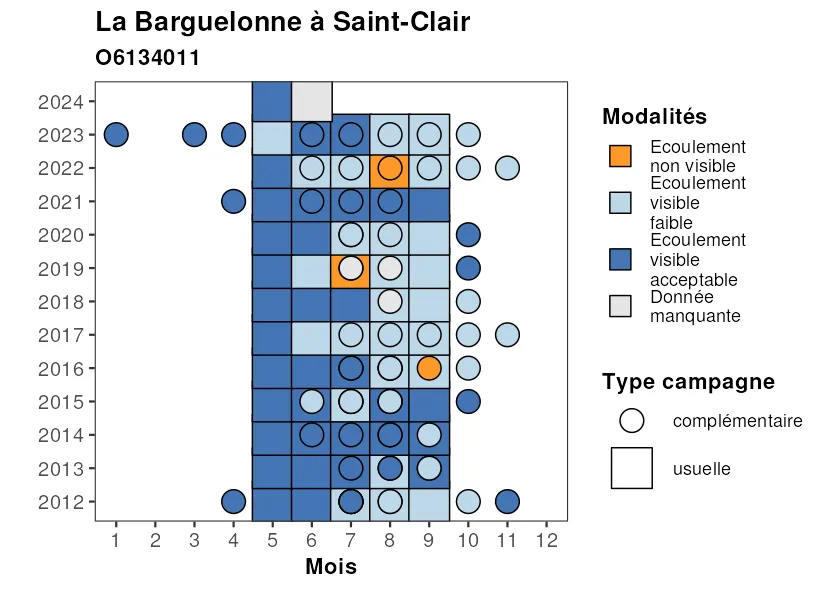 La Barguelonne à Saint-Clair
O6134011
2024
2023
2022
2021
2020
2019
2018
2017
2016
2015
2014
2013
2012
1 2 3 4 5 6 7 8 9 10 11 12
Mois
Modalités
Ecoulement
non visible
Ecoulement
visible
faible
Ecoulement
visible
acceptable
Donnée
manquante
Type campagne
complémentaire
usuelle